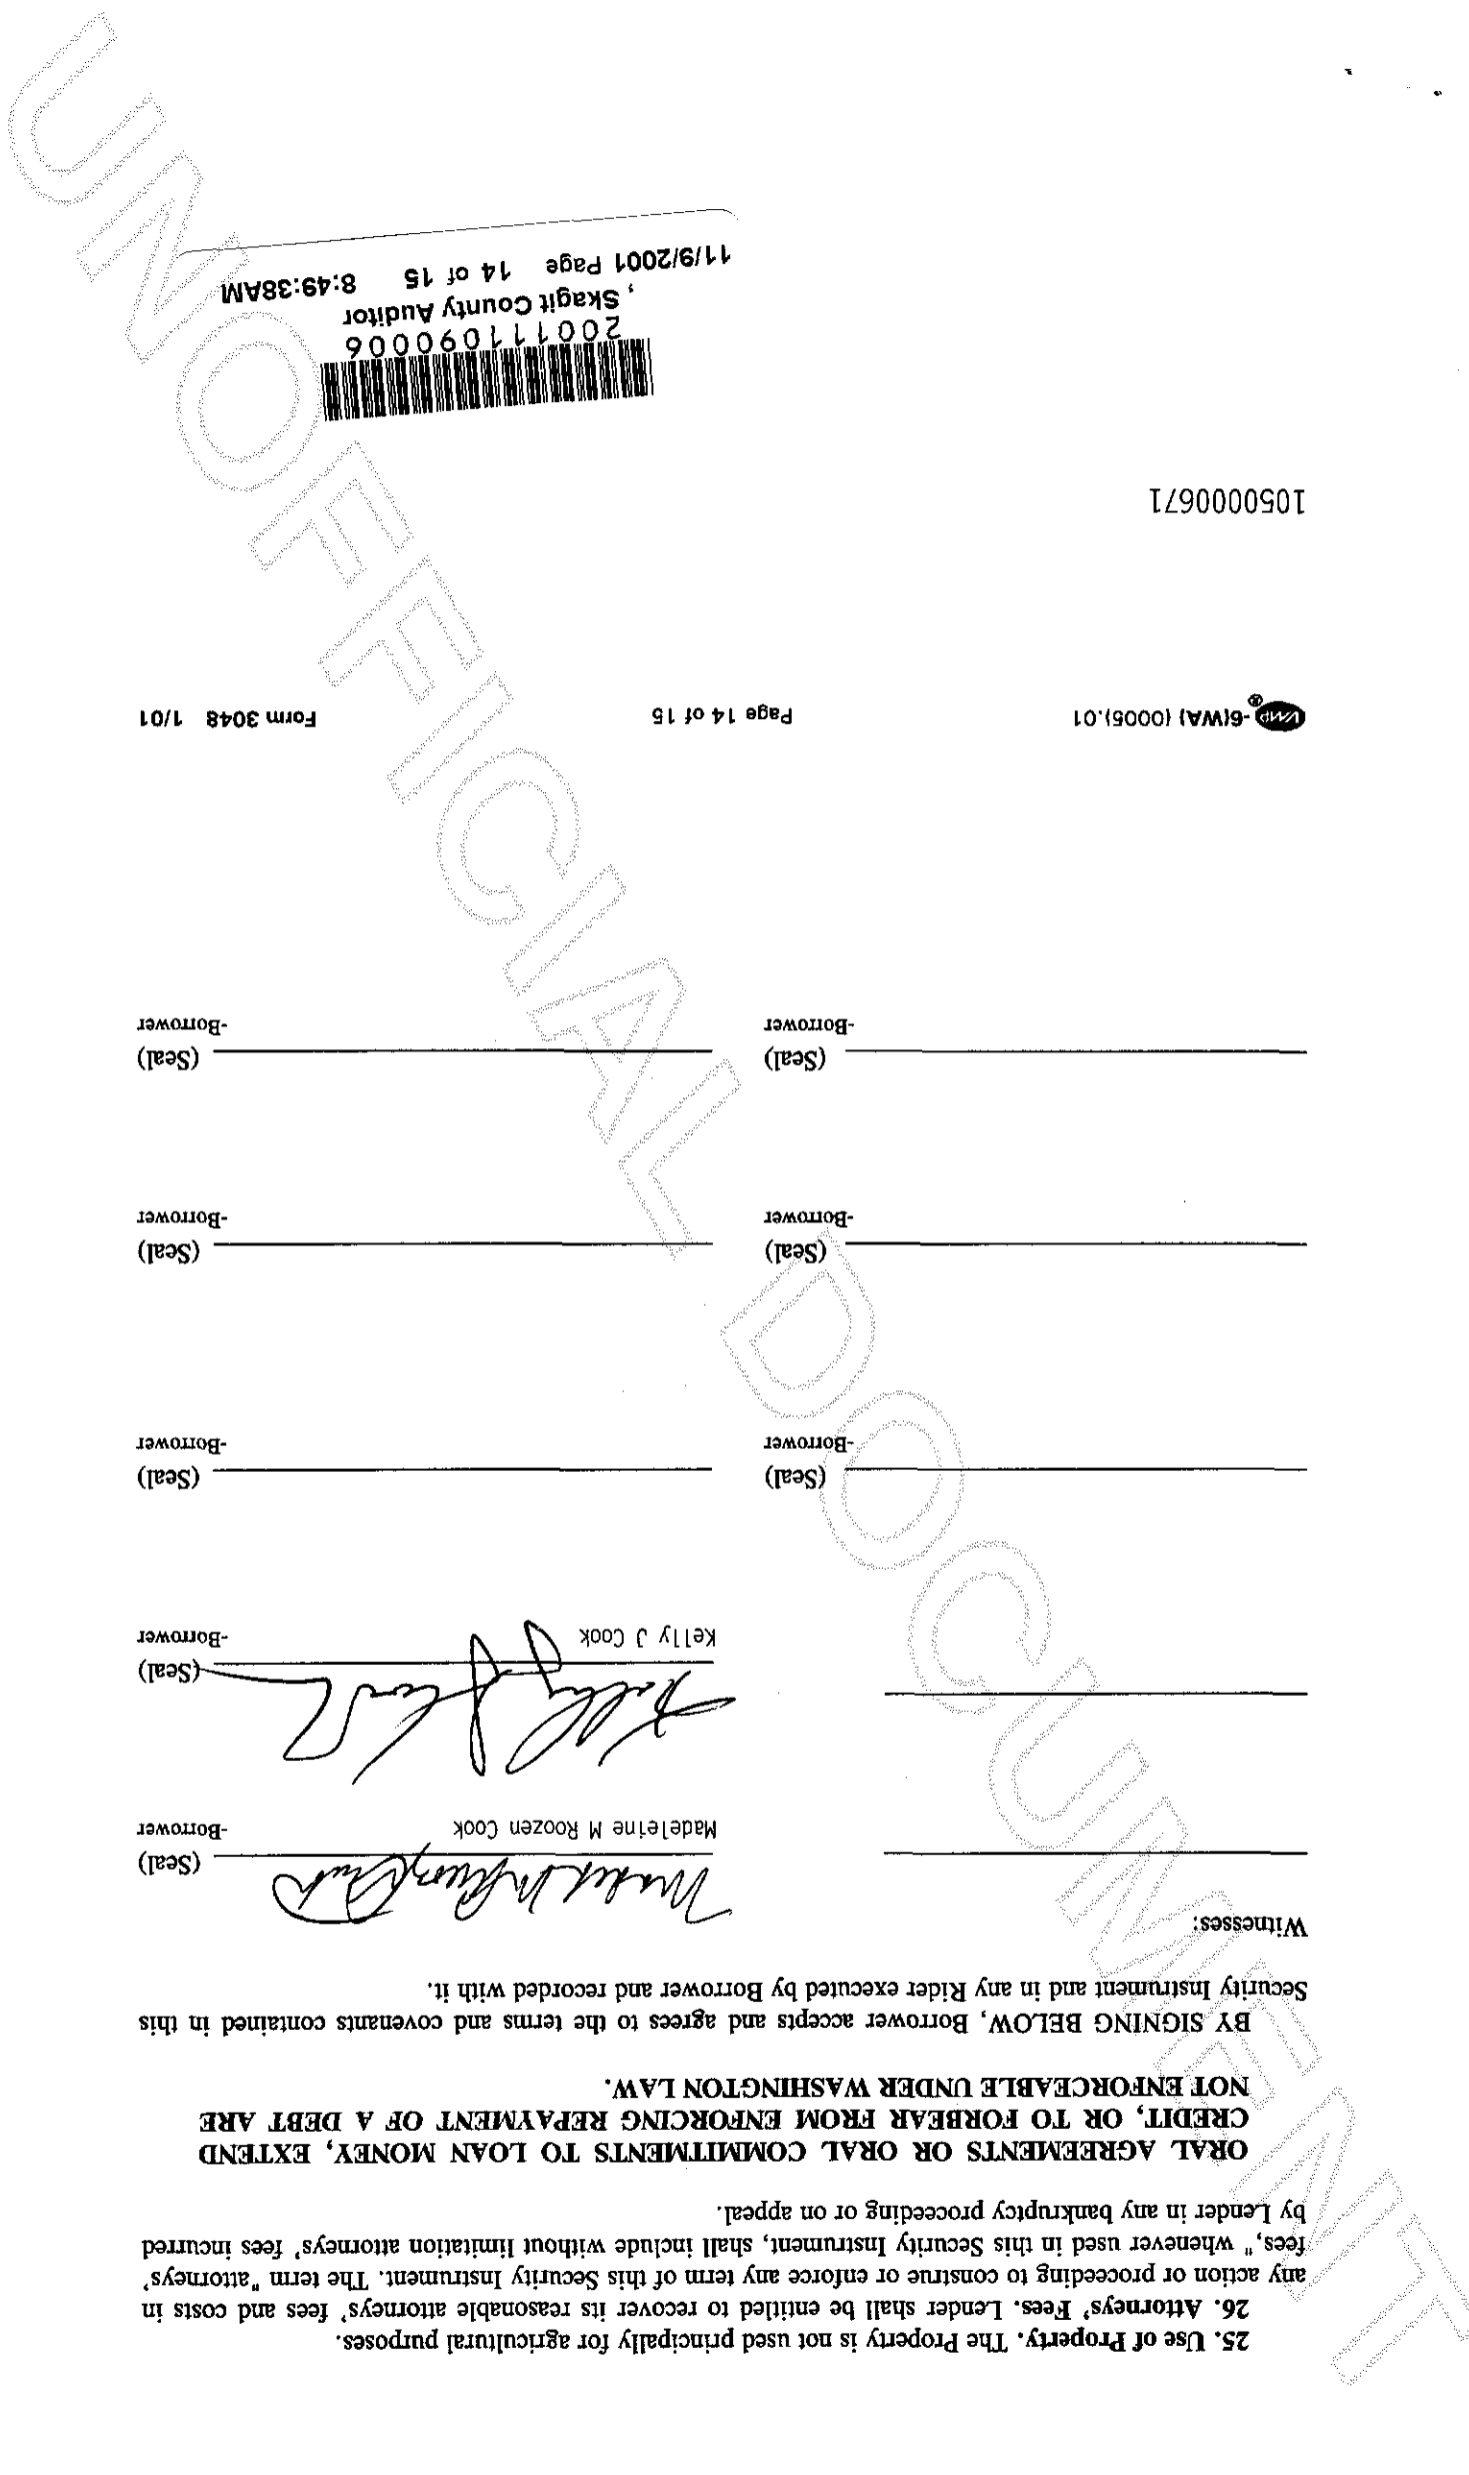 25. Use of Property. The Property is not used principally for agricultural purposes.
26. Attorneys' Fees. Lender shall be entitled to recover its reasonable attorneys' fees and costs in
any action or proceeding to construe or enforce any term of this Security Instrument. The term "attorneys'
fees," whenever used in this Security Instrument, shall include without limitation attorneys' fees incurred
by Lender in any bankruptcy proceeding or on appeal.
ORAL AGREEMENTS OR ORAL COMMITMENTS TO LOAN MONEY, EXTEND
CREDIT, OR TO FORBEAR FROM ENFORCING REPAYMENT OF A DEBT ARE
NOT ENFORCEABLE UNDER WASHINGTON LAW.
BY SIGNING BELOW, Borrower accepts and agrees to the terms and covenants contained in this
Security Instrument and in any Rider executed by Borrower and recorded with it.
Witnesses:
(Seal)
Madeleine M Roozen Cook -Borrower
(Seal)
Kelly J Cook -Borrower
(Seal) (Seal)
-Borrower -Borrower
(Seal) (Seal)
-Borrower -Borrower
(Seal) (Seal)
-Borrower -Borrower
VMP®-6(WA) (0005).01 Page 14 of 15 Form 3048 1/01
1050000671
200111090006
, Skagit County Auditor
11/9/2001 Page 14 of 15 8:49:38AM
UNOFFICIAL DOCUMENT